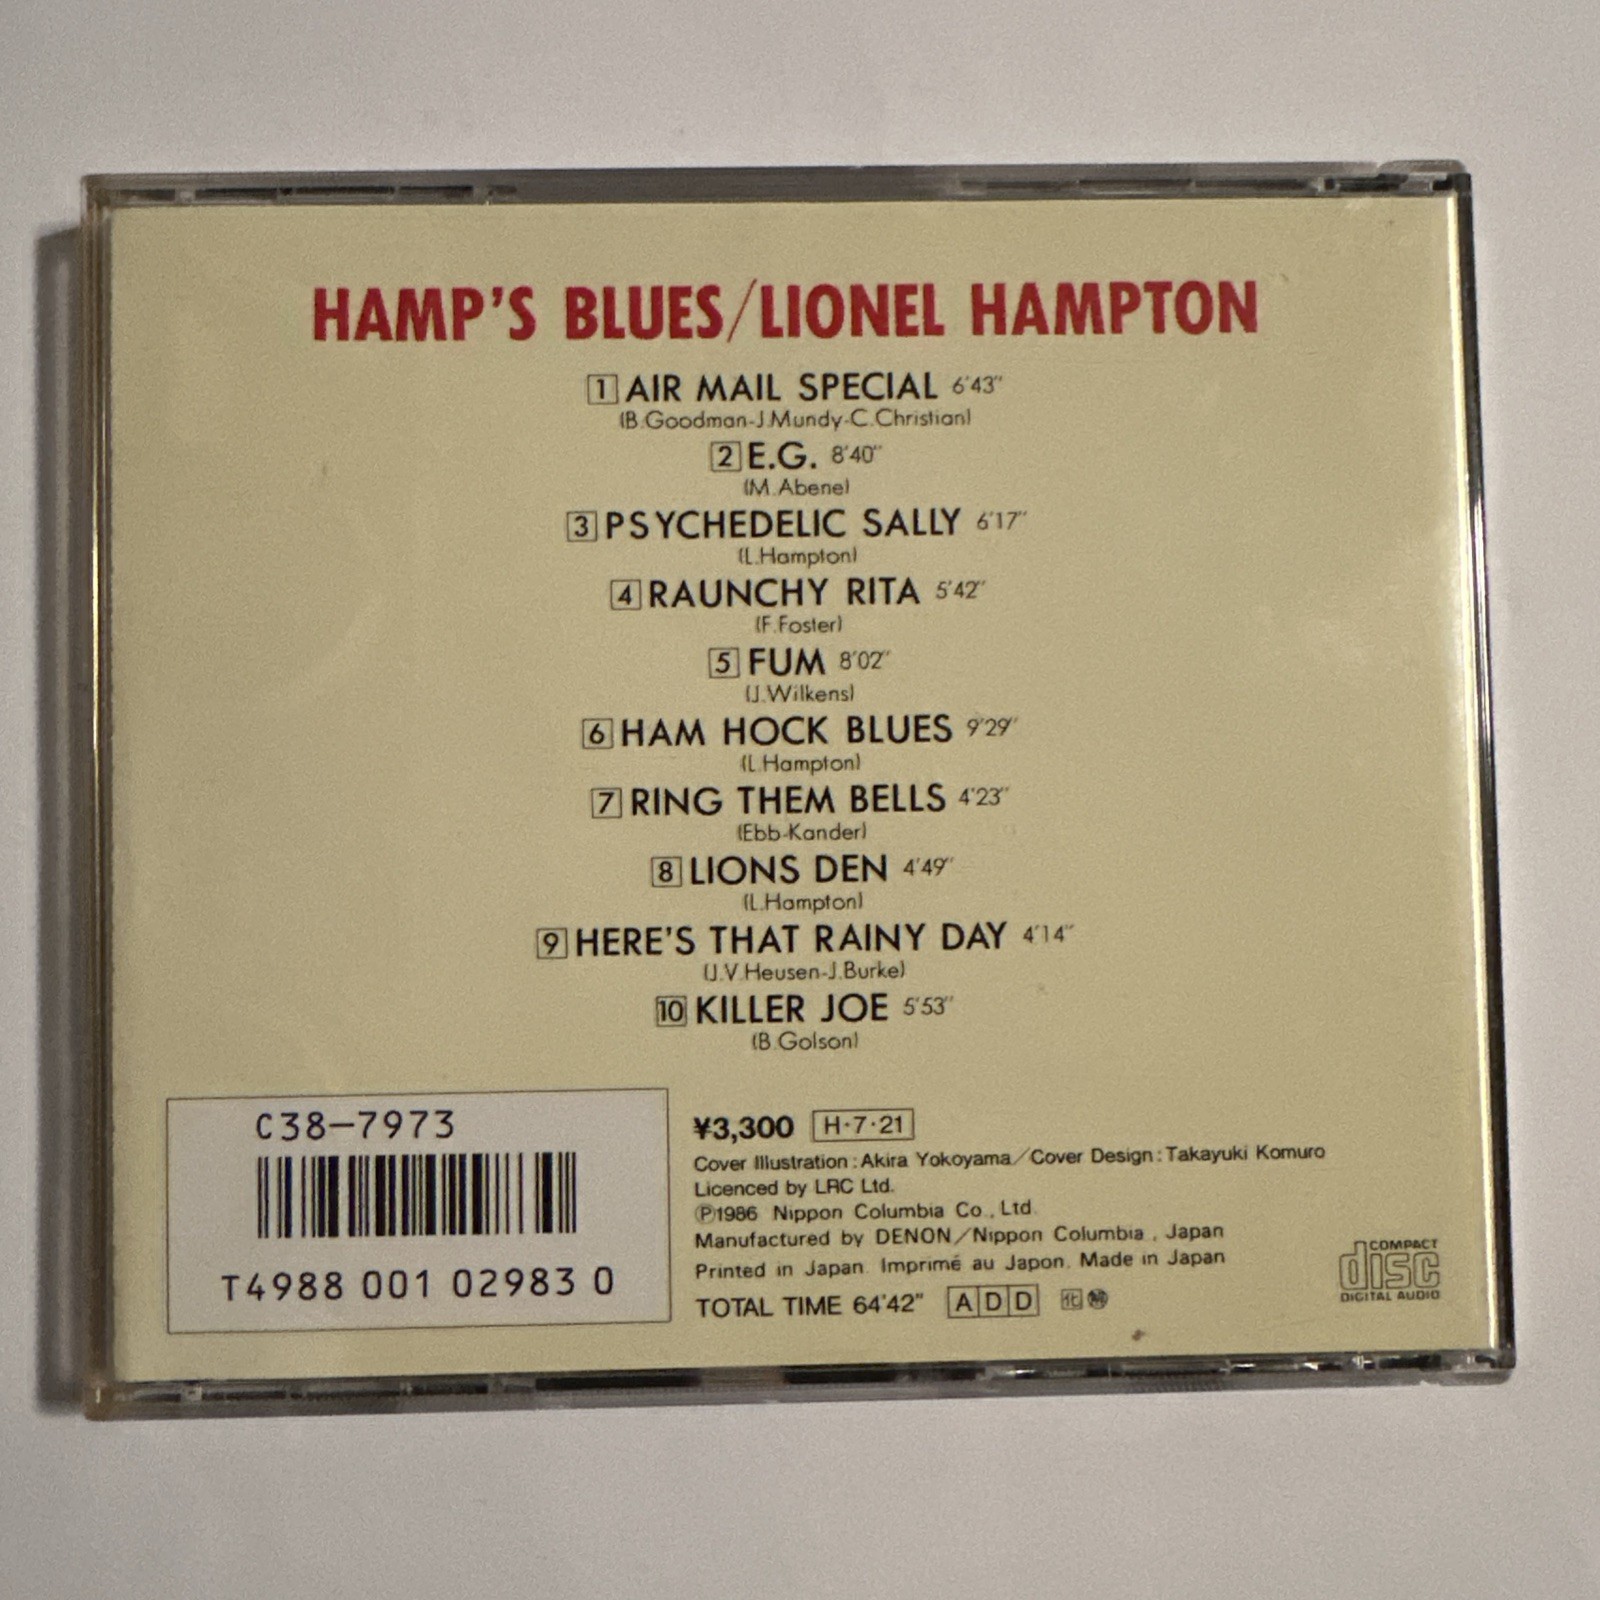 HAMP'S BLUES/LIONEL HAMPTON
1 AIR MAIL SPECIAL 6'43"
(B.Goodman-J.Mundy-C.Christian)
2 E.G. 8'40"
(M.Abene)
3 PSYCHEDELIC SALLY 6'17"
(L.Hampton)
4 RAUNCHY RITA 5'42"
(F.Foster)
5 FUM 8'02"
(J.Wilkens)
6 HAM HOCK BLUES 9'29"
(L.Hampton)
7 RING THEM BELLS 4'23"
(Ebb-Kander)
8 LIONS DEN 4'49"
(L.Hampton)
9 HERE'S THAT RAINY DAY 4'14"
(J.V.Heusen-J.Burke)
10 KILLER JOE 5'53"
(B.Golson)
C38-7973
T4988 001 02983 0
¥3,300 H·7·21
Cover Illustration:Akira Yokoyama/Cover Design:Takayuki Komuro
Licenced by LRC Ltd.
Ⓟ1986 Nippon Columbia Co., Ltd.
Manufactured by DENON/Nippon Columbia, Japan
Printed in Japan. Imprimé au Japon. Made in Japan
TOTAL TIME 64'42" ADD
COMPACT
disc
DIGITAL AUDIO